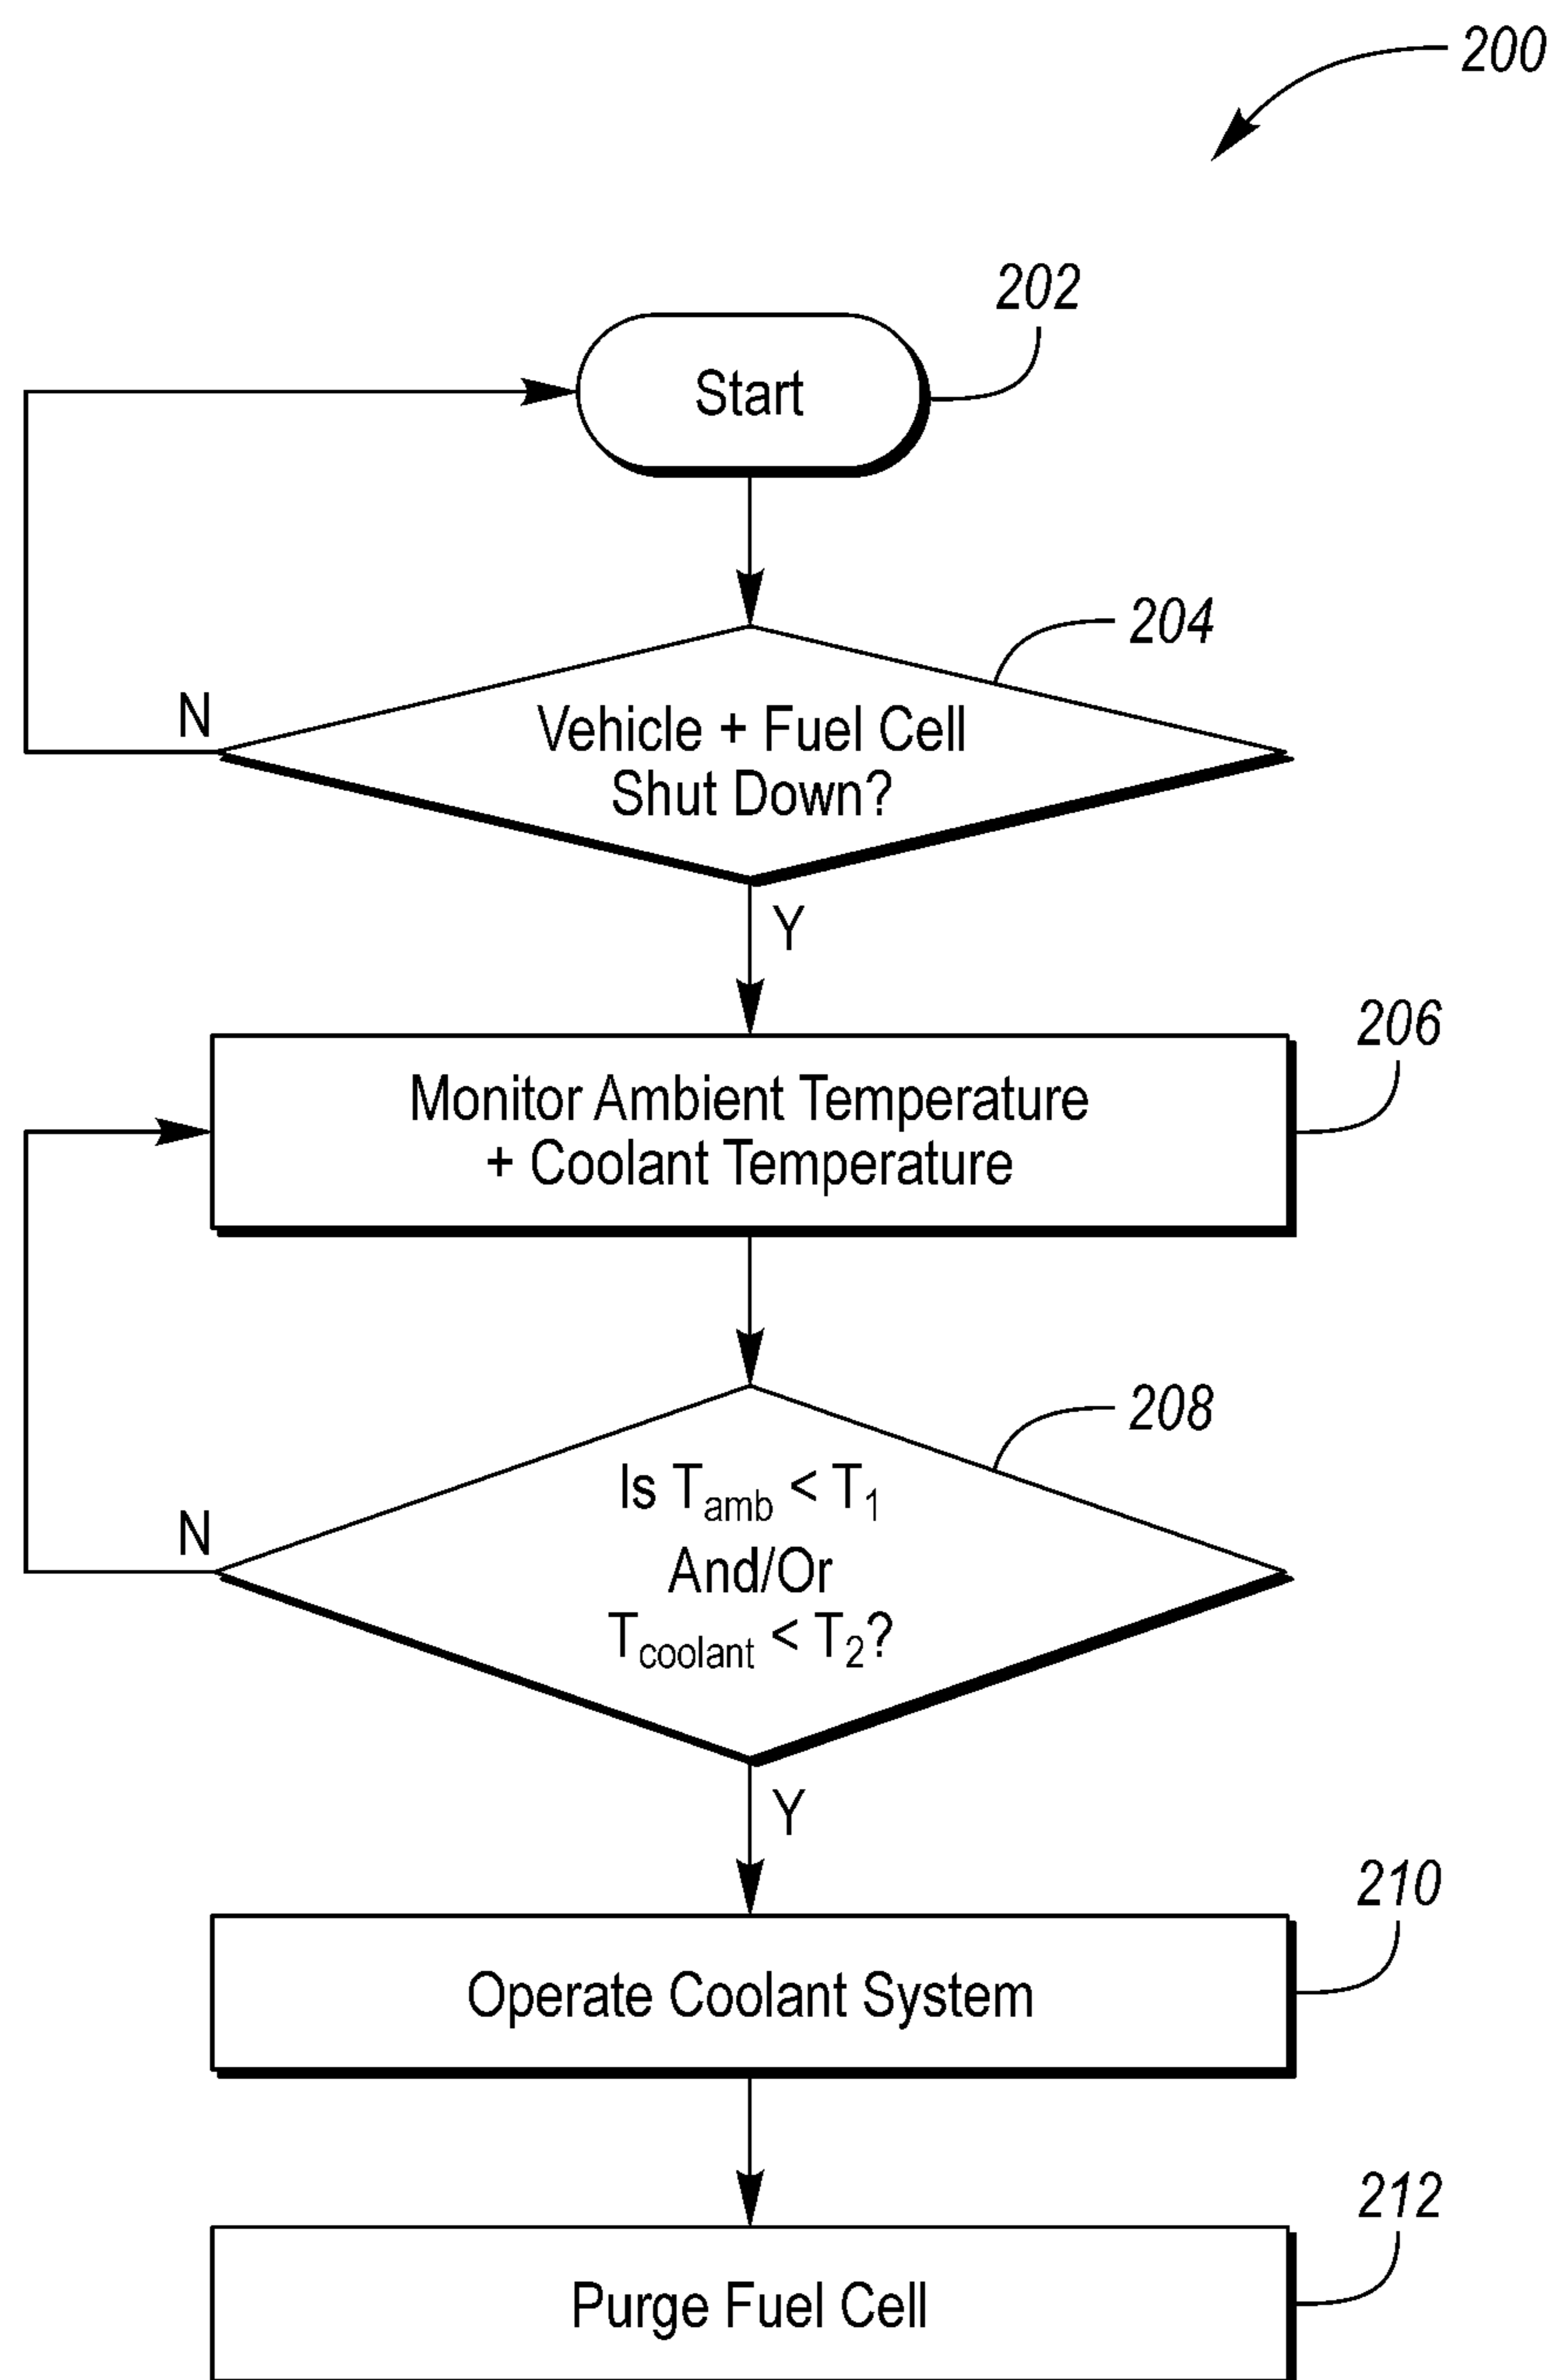 200
202
Start
204
N
Vehicle + Fuel Cell
Shut Down?
Y
206
Monitor Ambient Temperature
+ Coolant Temperature
208
Is Tamb < T1
N
And/Or
Tcoolant < T2?
Y
210
Operate Coolant System
212
Purge Fuel Cell